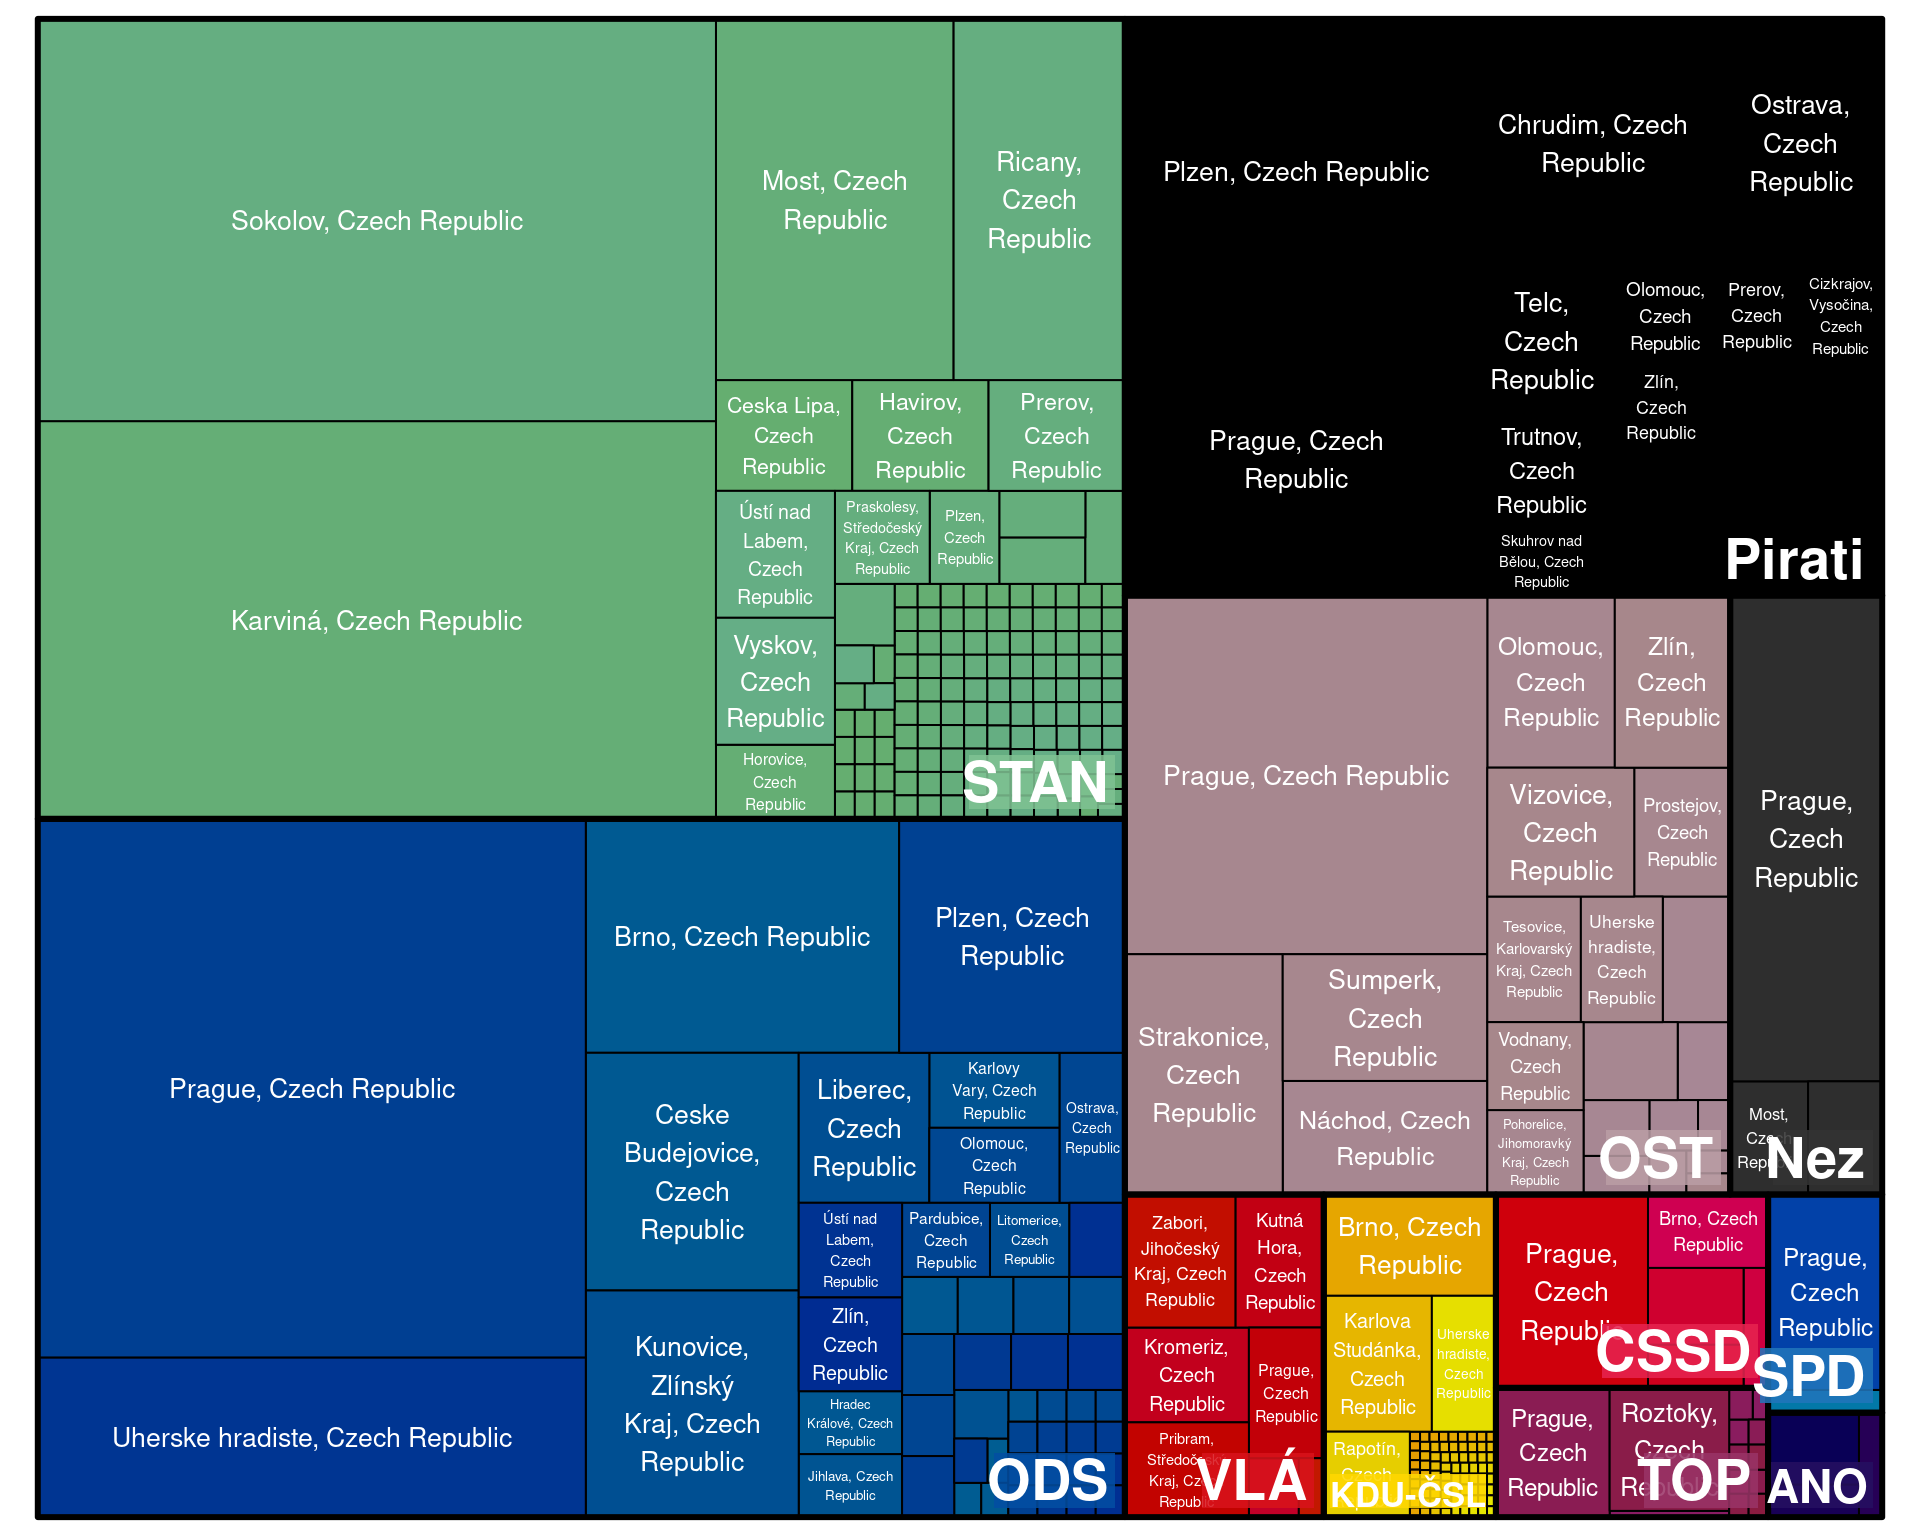 Sokolov, Czech Republic
Most, Czech
Republic
Ricany,
Czech
Republic
Karviná, Czech Republic
Ceska Lipa,
Czech
Republic
Havirov,
Czech
Republic
Prerov,
Czech
Republic
Ústí nad
Labem,
Czech
Republic
Praskolesy,
Středočeský
Kraj, Czech
Republic
Plzen,
Czech
Republic
Vyskov,
Czech
Republic
Horovice,
Czech
Republic
STAN
Plzen, Czech Republic
Chrudim, Czech
Republic
Ostrava,
Czech
Republic
Prague, Czech
Republic
Telc,
Czech
Republic
Olomouc,
Czech
Republic
Prerov,
Czech
Republic
Cizkrajov,
Vysočina,
Czech
Republic
Zlín,
Czech
Republic
Trutnov,
Czech
Republic
Skuhrov nad
Bělou, Czech
Republic
Pirati
Prague, Czech Republic
Uherske hradiste, Czech Republic
Brno, Czech Republic
Plzen, Czech
Republic
Ceske
Budejovice,
Czech
Republic
Kunovice,
Zlínský
Kraj, Czech
Republic
Liberec,
Czech
Republic
Karlovy
Vary, Czech
Republic
Olomouc,
Czech
Republic
Ostrava,
Czech
Republic
Ústí nad
Labem,
Czech
Republic
Pardubice,
Czech
Republic
Litomerice,
Czech
Republic
Zlín,
Czech
Republic
Hradec
Králové, Czech
Republic
Jihlava, Czech
Republic
ODS
Prague, Czech Republic
Strakonice,
Czech
Republic
Sumperk,
Czech
Republic
Náchod, Czech
Republic
Olomouc,
Czech
Republic
Zlín,
Czech
Republic
Vizovice,
Czech
Republic
Prostejov,
Czech
Republic
Tesovice,
Karlovarský
Kraj, Czech
Republic
Uherske
hradiste,
Czech
Republic
Vodnany,
Czech
Republic
Pohorelice,
Jihomoravký
Kraj, Czech
Republic
OST
Prague,
Czech
Republic
Most,
Czech
Republic
Nez
Zabori,
Jihočeský
Kraj, Czech
Republic
Kutná
Hora,
Czech
Republic
Kromeriz,
Czech
Republic
Prague,
Czech
Republic
Pribram,
Středočeský
Kraj, Czech
Republic
VLÁ
Brno, Czech
Republic
Karlova
Studánka,
Czech
Republic
Uherske
hradiste,
Czech
Republic
Rapotín,
Czech
KDU-ČSL
Prague,
Czech
Republic
Brno, Czech
Republic
CSSD
Prague,
Czech
Republic
SPD
Prague,
Czech
Republic
Roztoky,
Czech
Republic
TOP
ANO